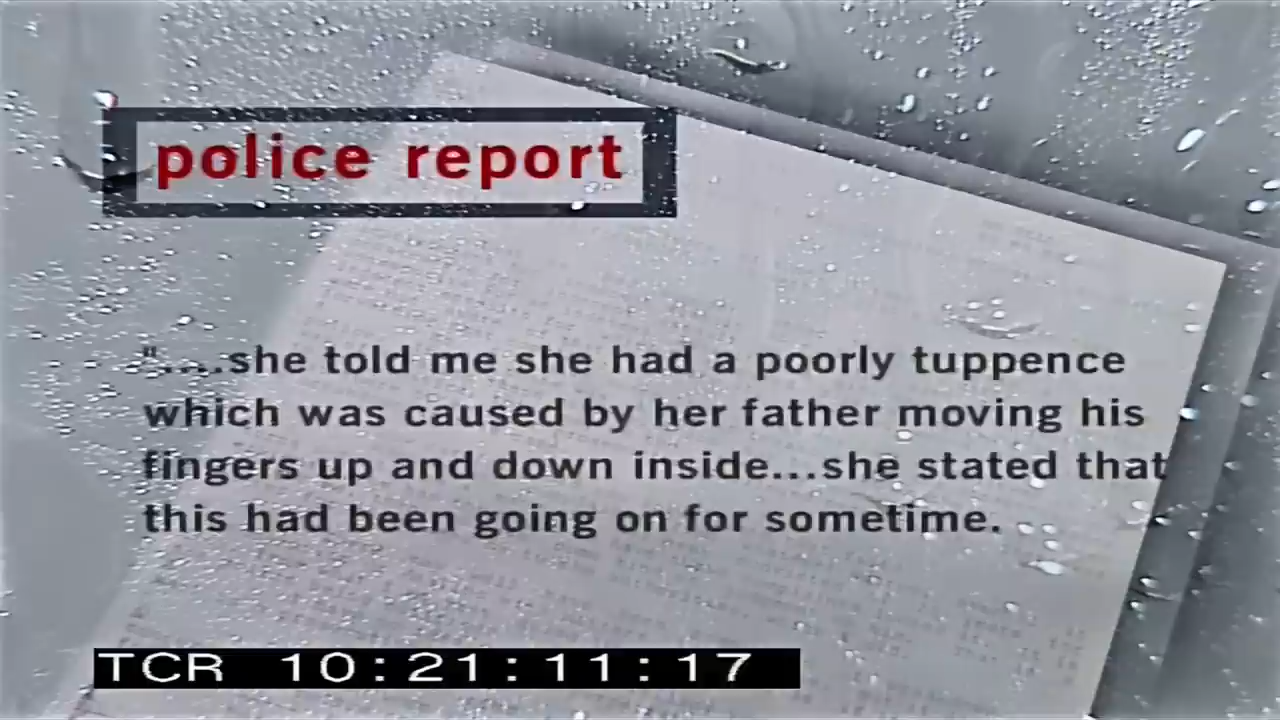 police report
"....she told me she had a poorly tuppence
which was caused by her father moving his
fingers up and down inside...she stated that
this had been going on for sometime.
TCR 10:21:11:17